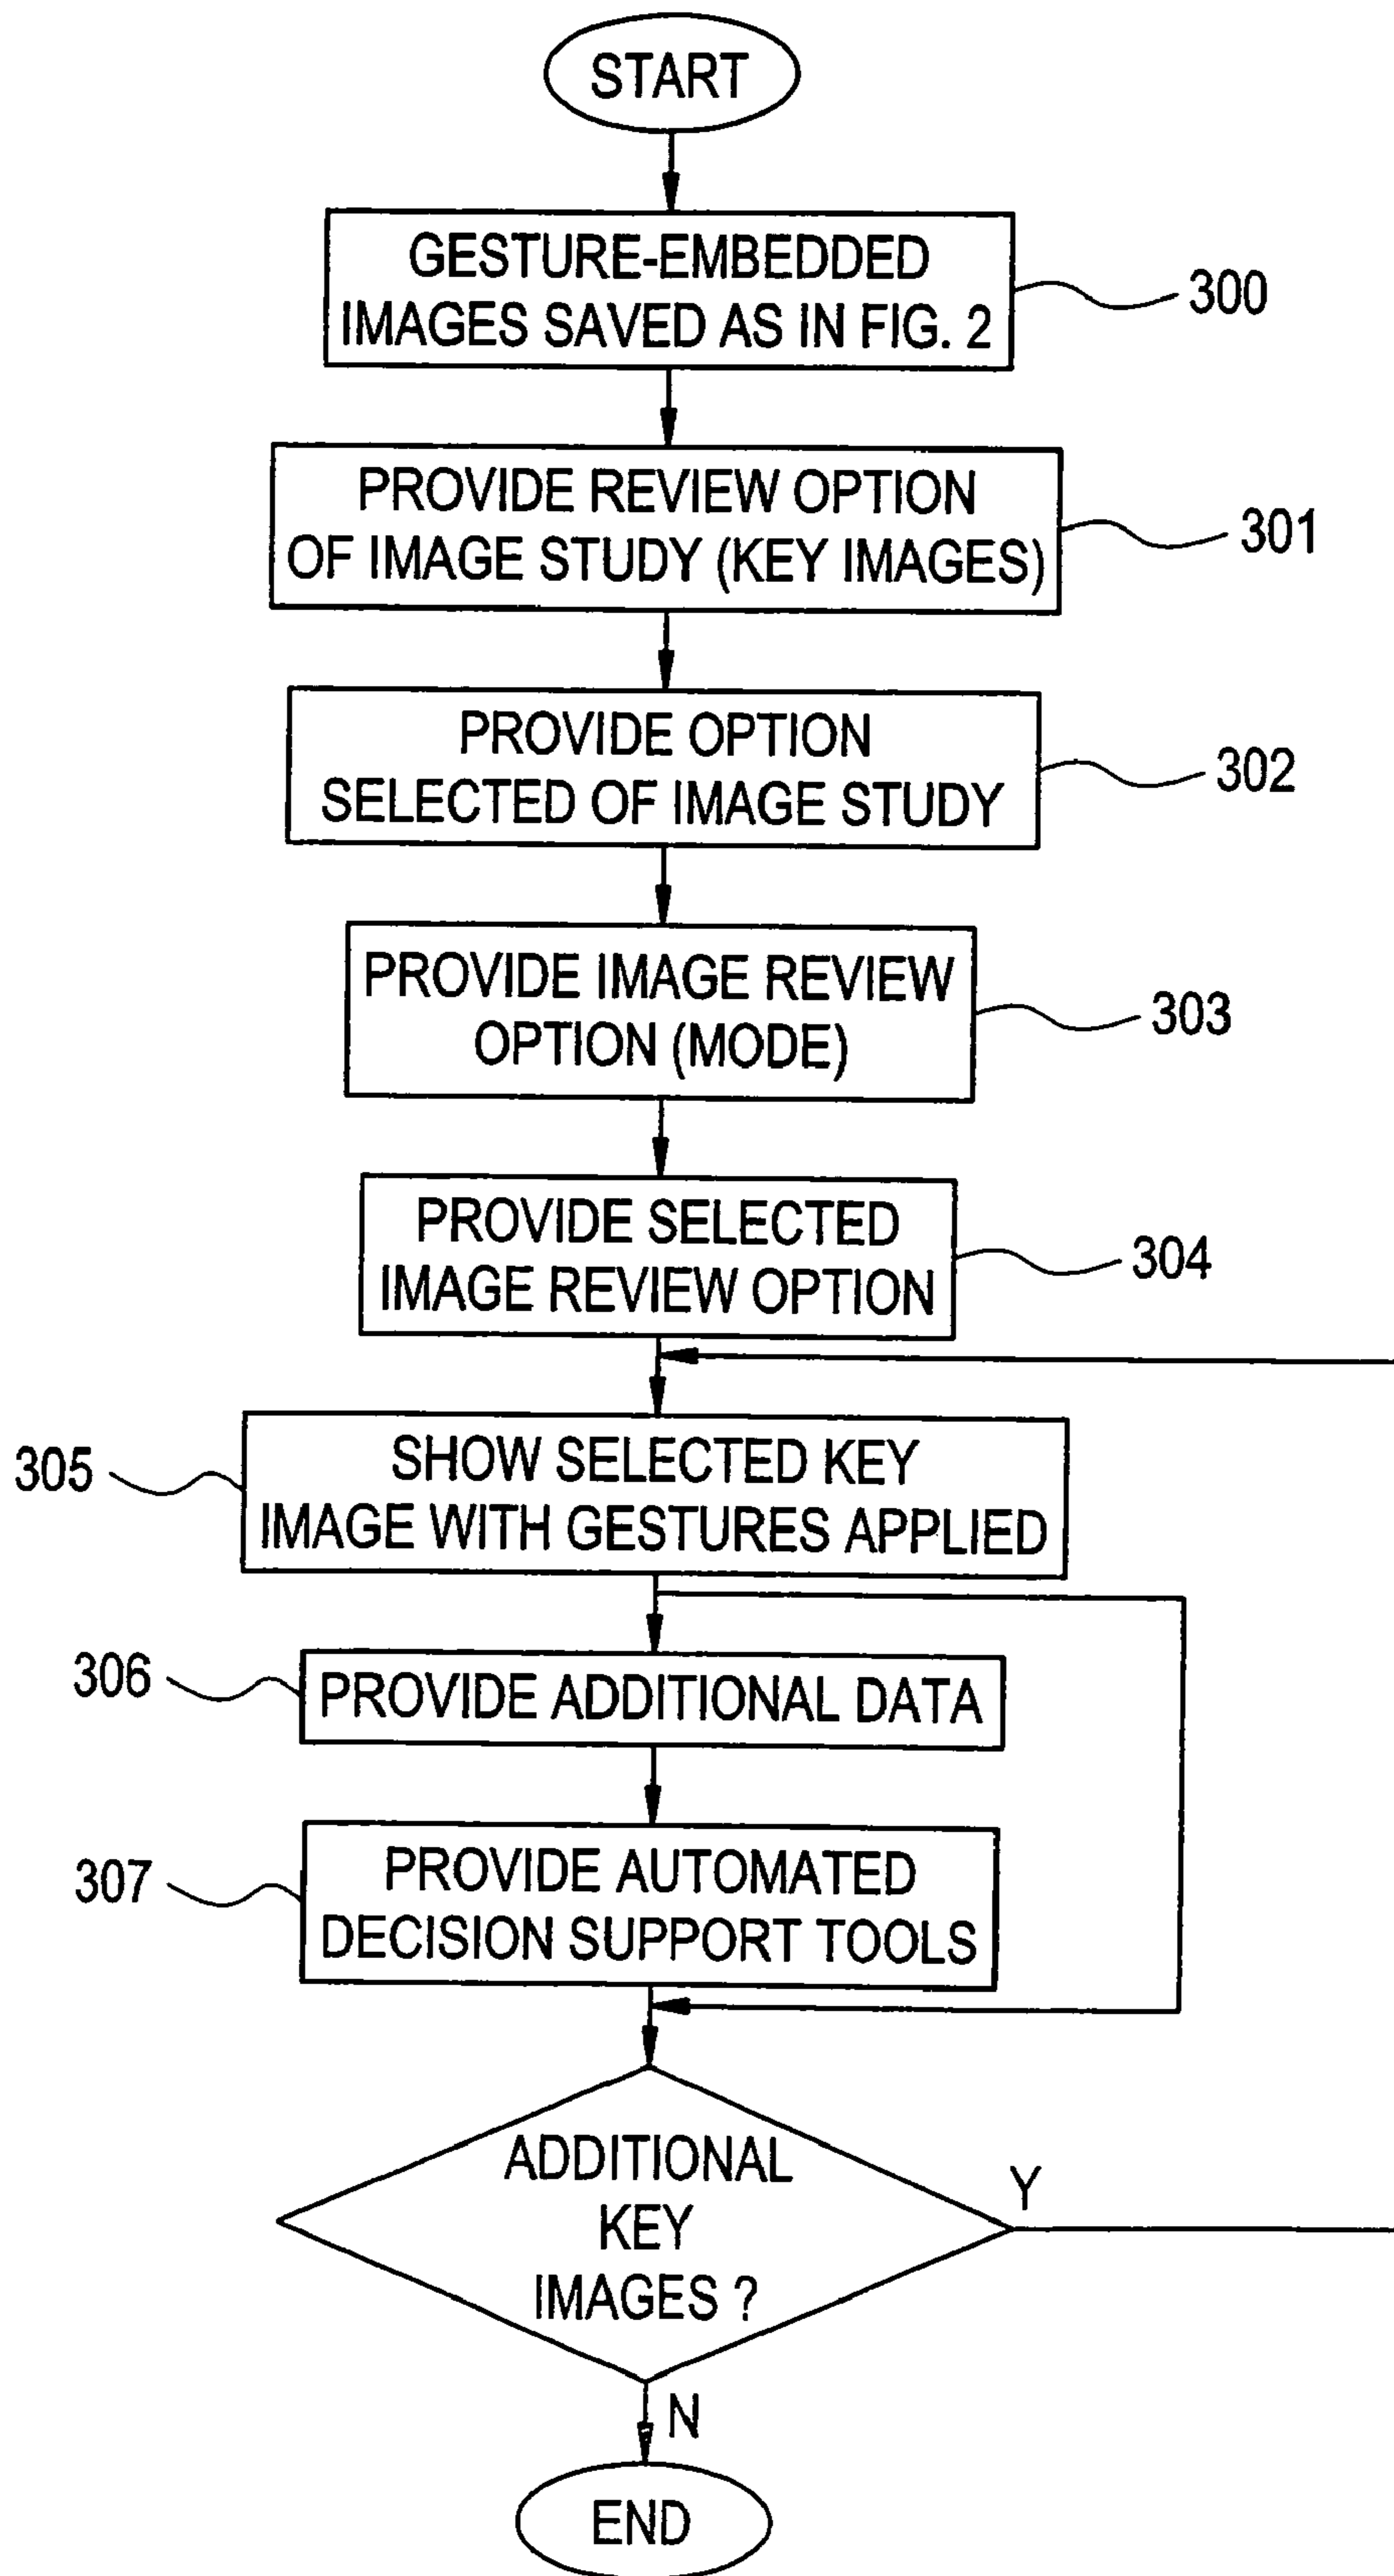 START
GESTURE-EMBEDDED
IMAGES SAVED AS IN FIG. 2
300
PROVIDE REVIEW OPTION
OF IMAGE STUDY (KEY IMAGES)
301
PROVIDE OPTION
SELECTED OF IMAGE STUDY
302
PROVIDE IMAGE REVIEW
OPTION (MODE)
303
PROVIDE SELECTED
IMAGE REVIEW OPTION
304
305
SHOW SELECTED KEY
IMAGE WITH GESTURES APPLIED
306
PROVIDE ADDITIONAL DATA
307
PROVIDE AUTOMATED
DECISION SUPPORT TOOLS
ADDITIONAL
KEY
IMAGES ?
Y
N
END